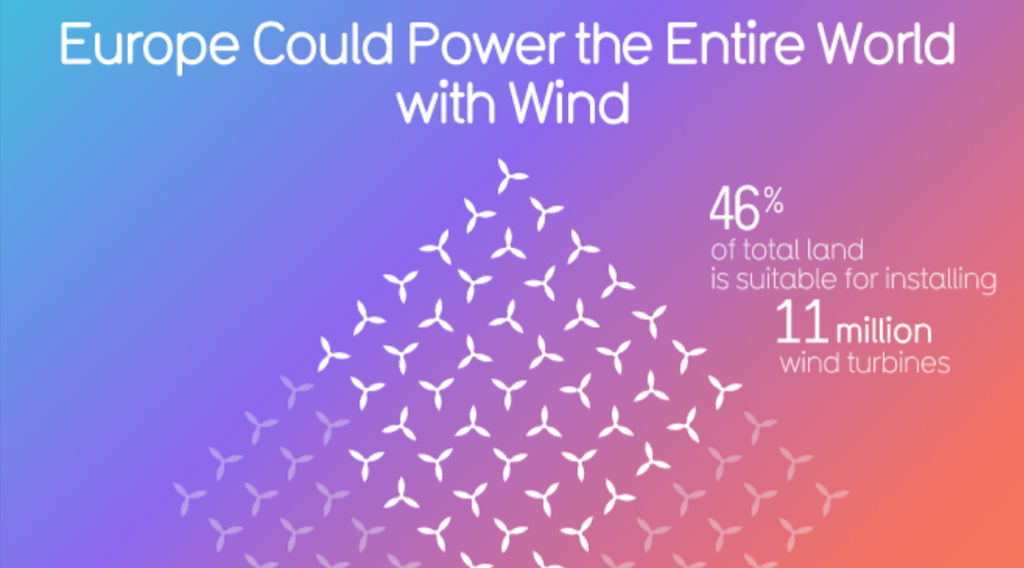 Europe Could Power the Entire World
with Wind
46%
of total land
is suitable for installing
11 million
wind turbines